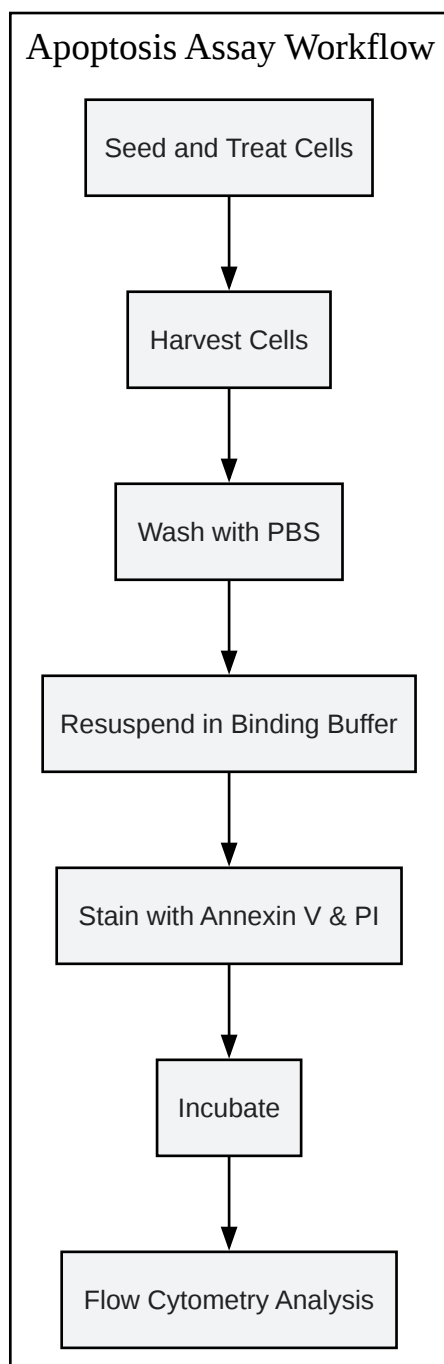 Apoptosis Assay Workflow
Seed and Treat Cells
Harvest Cells
Wash with PBS
Resuspend in Binding Buffer
Stain with Annexin V & PI
Incubate
Flow Cytometry Analysis